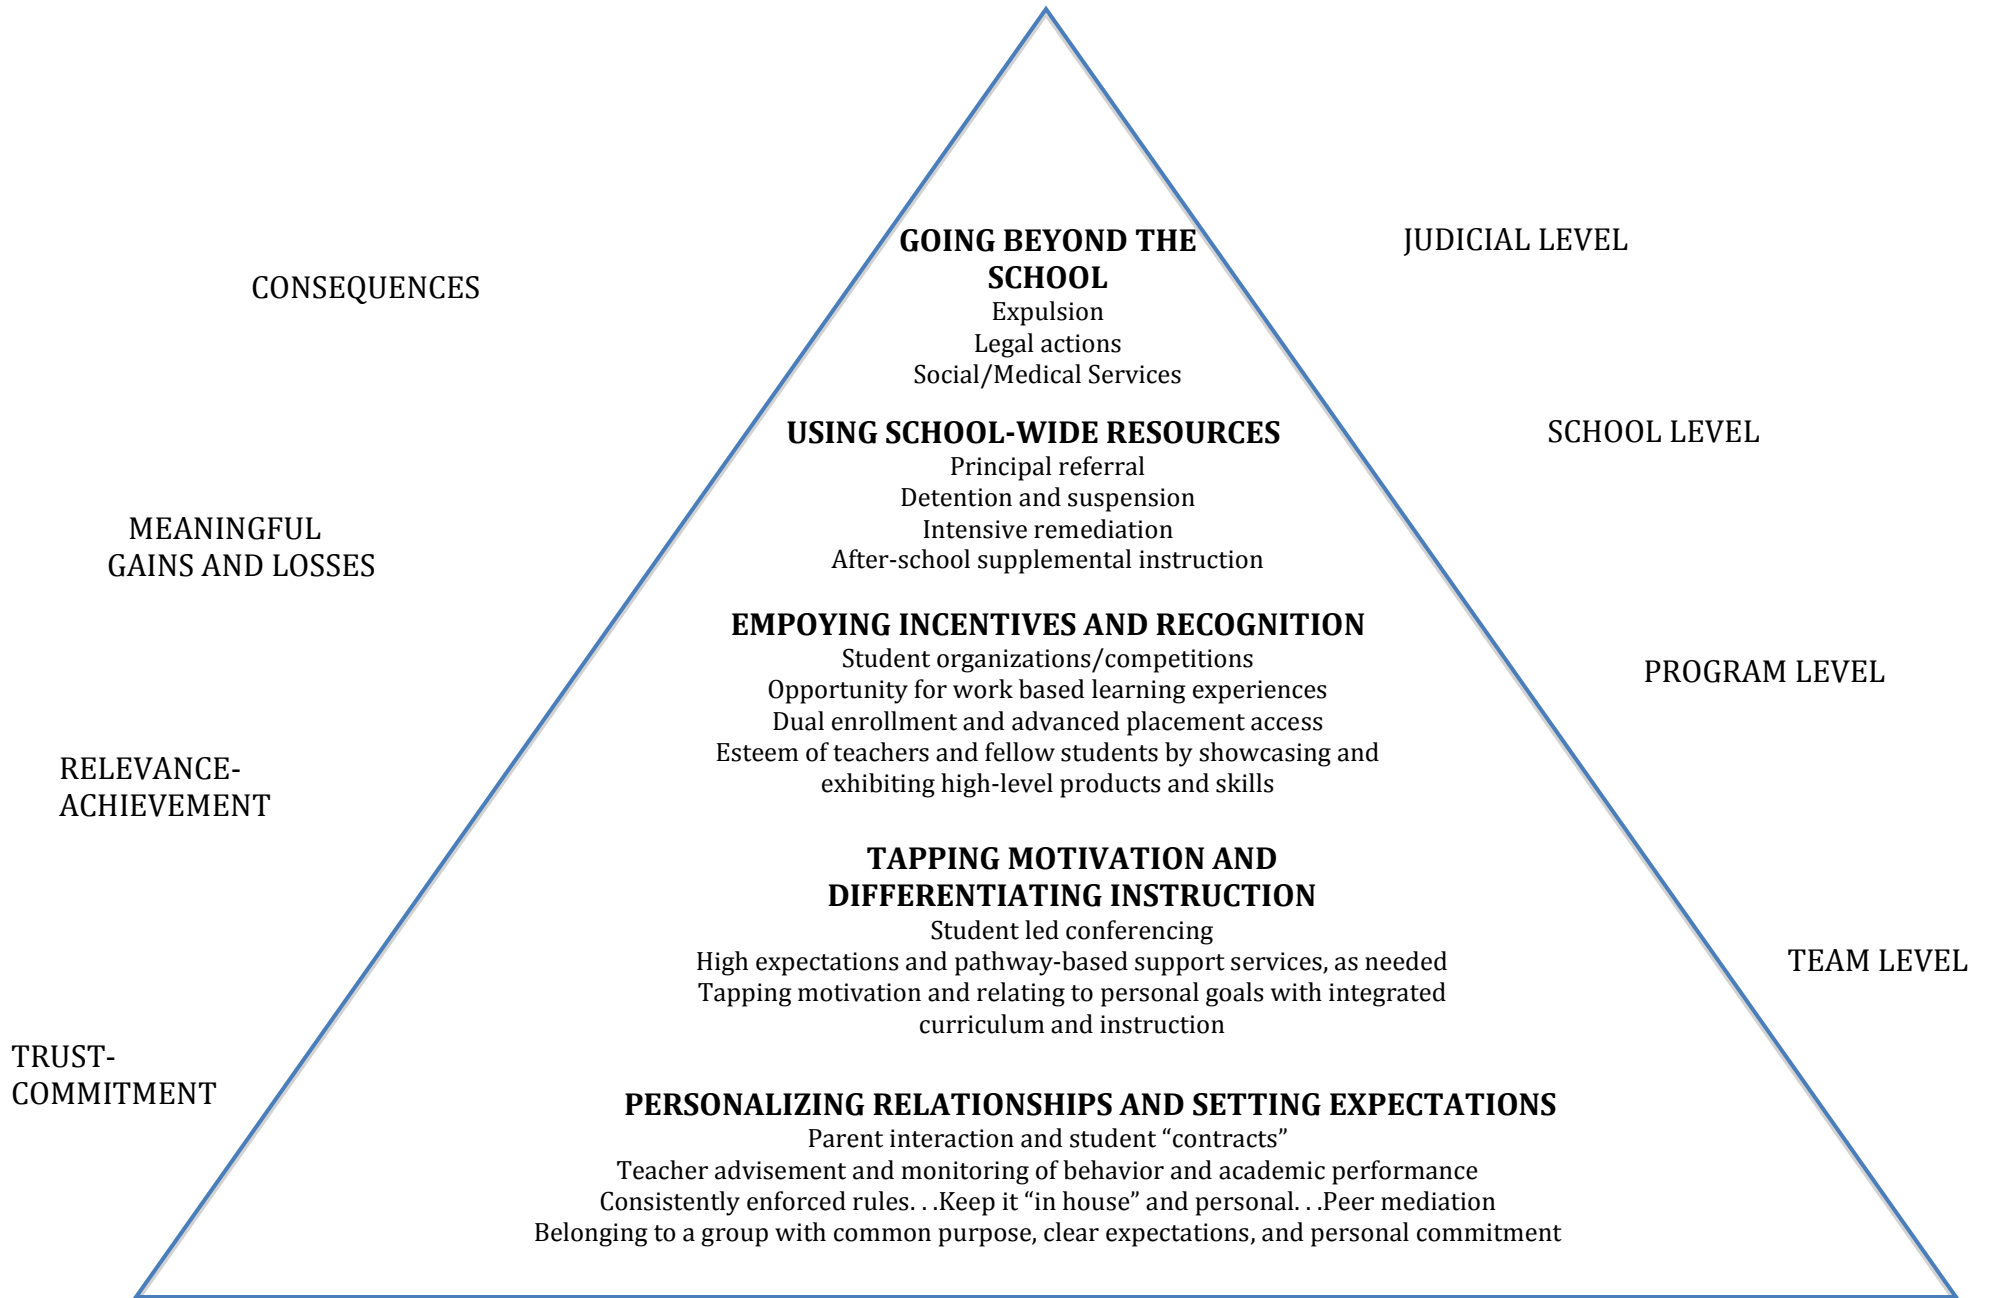 GOING BEYOND THE
SCHOOL
Expulsion
Legal actions
Social/Medical Services
JUDICIAL LEVEL
CONSEQUENCES
USING SCHOOL-WIDE RESOURCES
Principal referral
Detention and suspension
Intensive remediation
After-school supplemental instruction
SCHOOL LEVEL
MEANINGFUL
GAINS AND LOSSES
EMPOYING INCENTIVES AND RECOGNITION
Student organizations/competitions
Opportunity for work based learning experiences
Dual enrollment and advanced placement access
Esteem of teachers and fellow students by showcasing and
exhibiting high-level products and skills
PROGRAM LEVEL
RELEVANCE-
ACHIEVEMENT
TAPPING MOTIVATION AND
DIFFERENTIATING INSTRUCTION
Student led conferencing
High expectations and pathway-based support services, as needed
Tapping motivation and relating to personal goals with integrated
curriculum and instruction
TEAM LEVEL
TRUST-
COMMITMENT
PERSONALIZING RELATIONSHIPS AND SETTING EXPECTATIONS
Parent interaction and student “contracts”
Teacher advisement and monitoring of behavior and academic performance
Consistently enforced rules. . .Keep it “in house” and personal. . .Peer mediation
Belonging to a group with common purpose, clear expectations, and personal commitment